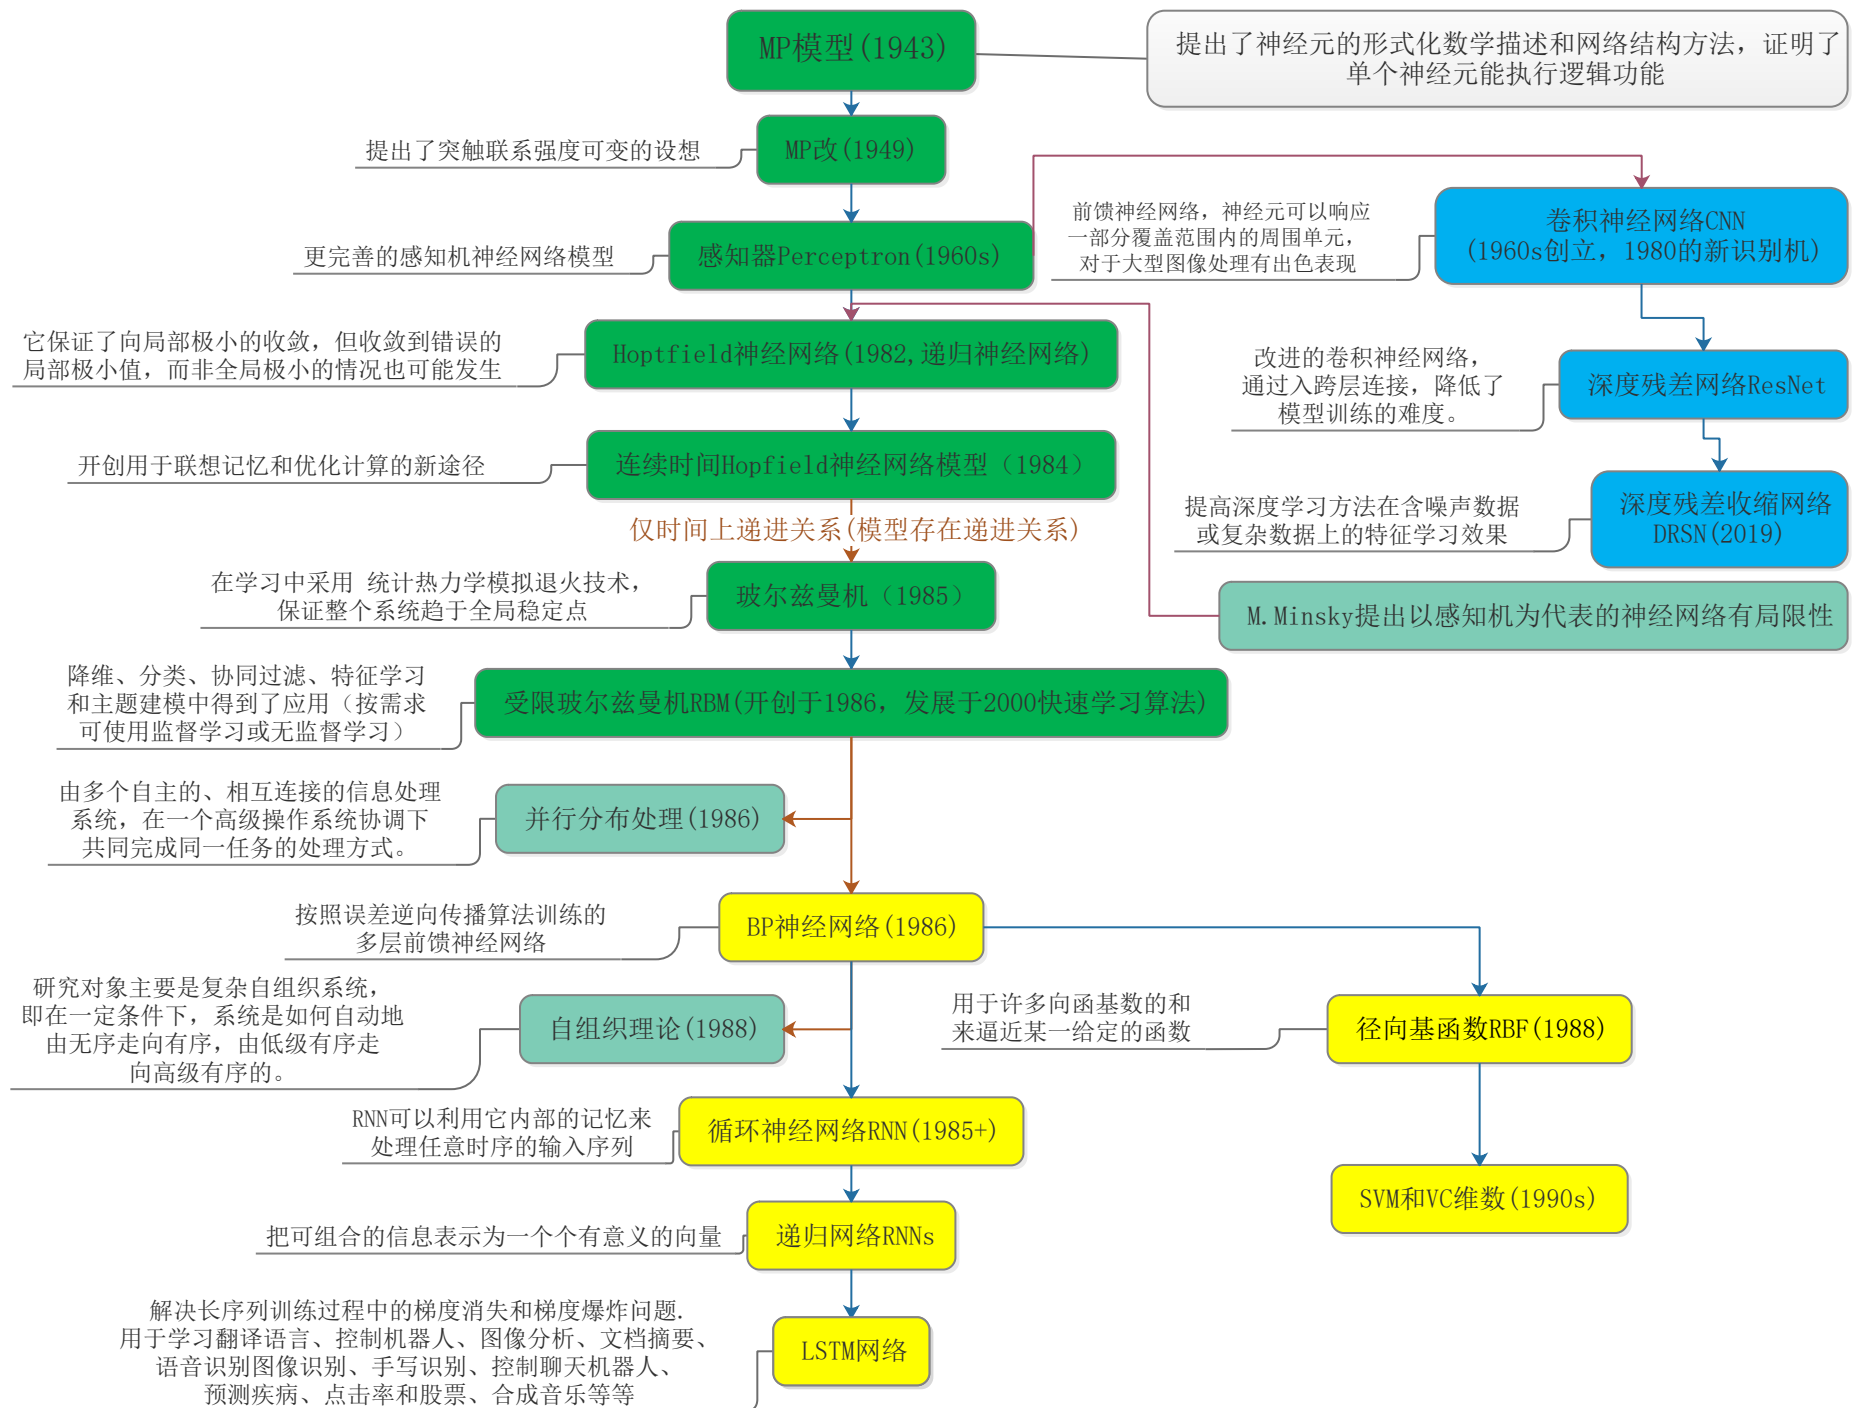 MP模型(1943)
提出了神经元的形式化数学描述和网络结构方法，证明了
单个神经元能执行逻辑功能
提出了突触联系强度可变的设想
MP改(1949)
更完善的感知机神经网络模型
感知器Perceptron(1960s)
前馈神经网络，神经元可以响应
一部分覆盖范围内的周围单元，
对于大型图像处理有出色表现
卷积神经网络CNN
(1960s创立，1980的新识别机)
它保证了向局部极小的收敛，但收敛到错误的
局部极小值，而非全局极小的情况也可能发生
Hoptfield神经网络(1982,递归神经网络)
改进的卷积神经网络，
通过入跨层连接，降低了
模型训练的难度。
深度残差网络ResNet
开创用于联想记忆和优化计算的新途径
连续时间Hopfield神经网络模型（1984）
仅时间上递进关系(模型存在递进关系)
提高深度学习方法在含噪声数据
或复杂数据上的特征学习效果
深度残差收缩网络
DRSN(2019)
在学习中采用 统计热力学模拟退火技术，
保证整个系统趋于全局稳定点
玻尔兹曼机（1985）
M.Minsky提出以感知机为代表的神经网络有局限性
降维、分类、协同过滤、特征学习
和主题建模中得到了应用（按需求
可使用监督学习或无监督学习）
受限玻尔兹曼机RBM(开创于1986，发展于2000快速学习算法)
由多个自主的、相互连接的信息处理
系统，在一个高级操作系统协调下
共同完成同一任务的处理方式。
并行分布处理(1986)
按照误差逆向传播算法训练的
多层前馈神经网络
BP神经网络(1986)
研究对象主要是复杂自组织系统，
即在一定条件下，系统是如何自动地
由无序走向有序，由低级有序走
向高级有序的。
自组织理论(1988)
用于许多向函基数的和
来逼近某一给定的函数
径向基函数RBF(1988)
RNN可以利用它内部的记忆来
处理任意时序的输入序列
循环神经网络RNN(1985+)
SVM和VC维数(1990s)
把可组合的信息表示为一个个有意义的向量
递归网络RNNs
解决长序列训练过程中的梯度消失和梯度爆炸问题.
用于学习翻译语言、控制机器人、图像分析、文档摘要、
语音识别图像识别、手写识别、控制聊天机器人、
预测疾病、点击率和股票、合成音乐等等
LSTM网络